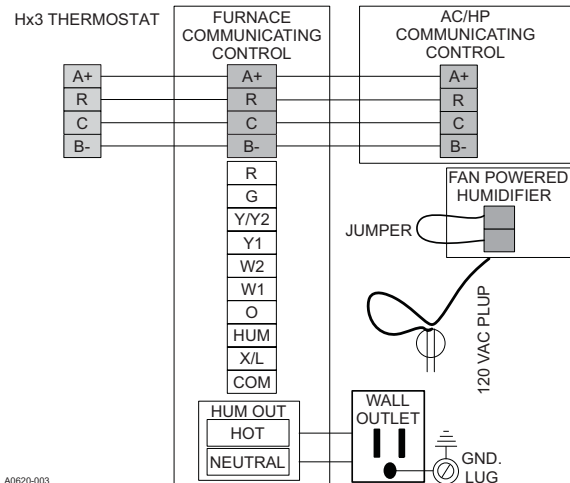 Hx3 THERMOSTAT
FURNACE
COMMUNICATING
CONTROL
AC/HP
COMMUNICATING
CONTROL
A+
R
C
B-
A+
R
C
B-
A+
R
C
B-
R
G
Y/Y2
Y1
W2
W1
O
HUM
X/L
COM
FAN POWERED
HUMIDIFIER
JUMPER
120 VAC PLUP
HUM OUT
HOT
NEUTRAL
WALL
OUTLET
GND.
LUG
A0620-003